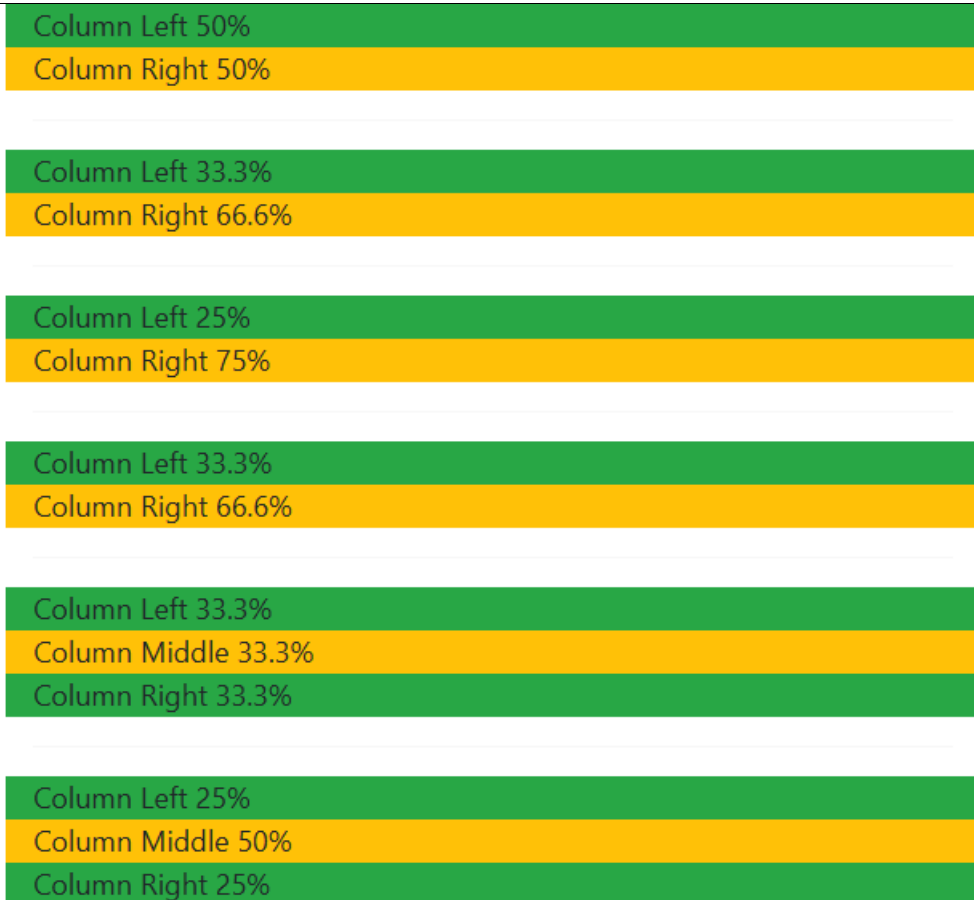 Column Left 50%
Column Right 50%
Column Left 33.3%
Column Right 66.6%
Column Left 25%
Column Right 75%
Column Left 33.3%
Column Right 66.6%
Column Left 33.3%
Column Middle 33.3%
Column Right 33.3%
Column Left 25%
Column Middle 50%
Column Right 25%